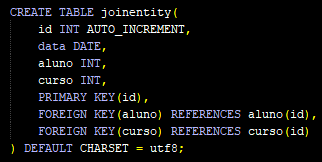 CREATE TABLE joinentity(
id INT AUTO_INCREMENT,
data DATE,
aluno INT,
curso INT,
PRIMARY KEY(id),
FOREIGN KEY(aluno) REFERENCES aluno(id),
FOREIGN KEY(curso) REFERENCES curso(id)
) DEFAULT CHARSET = utf8;